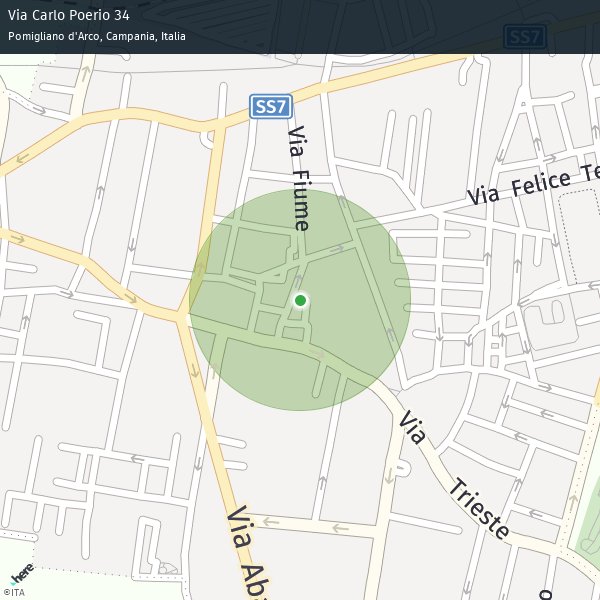 Via Carlo Poerio 34
Pomigliano d'Arco, Campania, Italia
SS7
SS7
Via Fiume
Via Felice Te
Via Trieste
Via Ab
o
here
©ITA